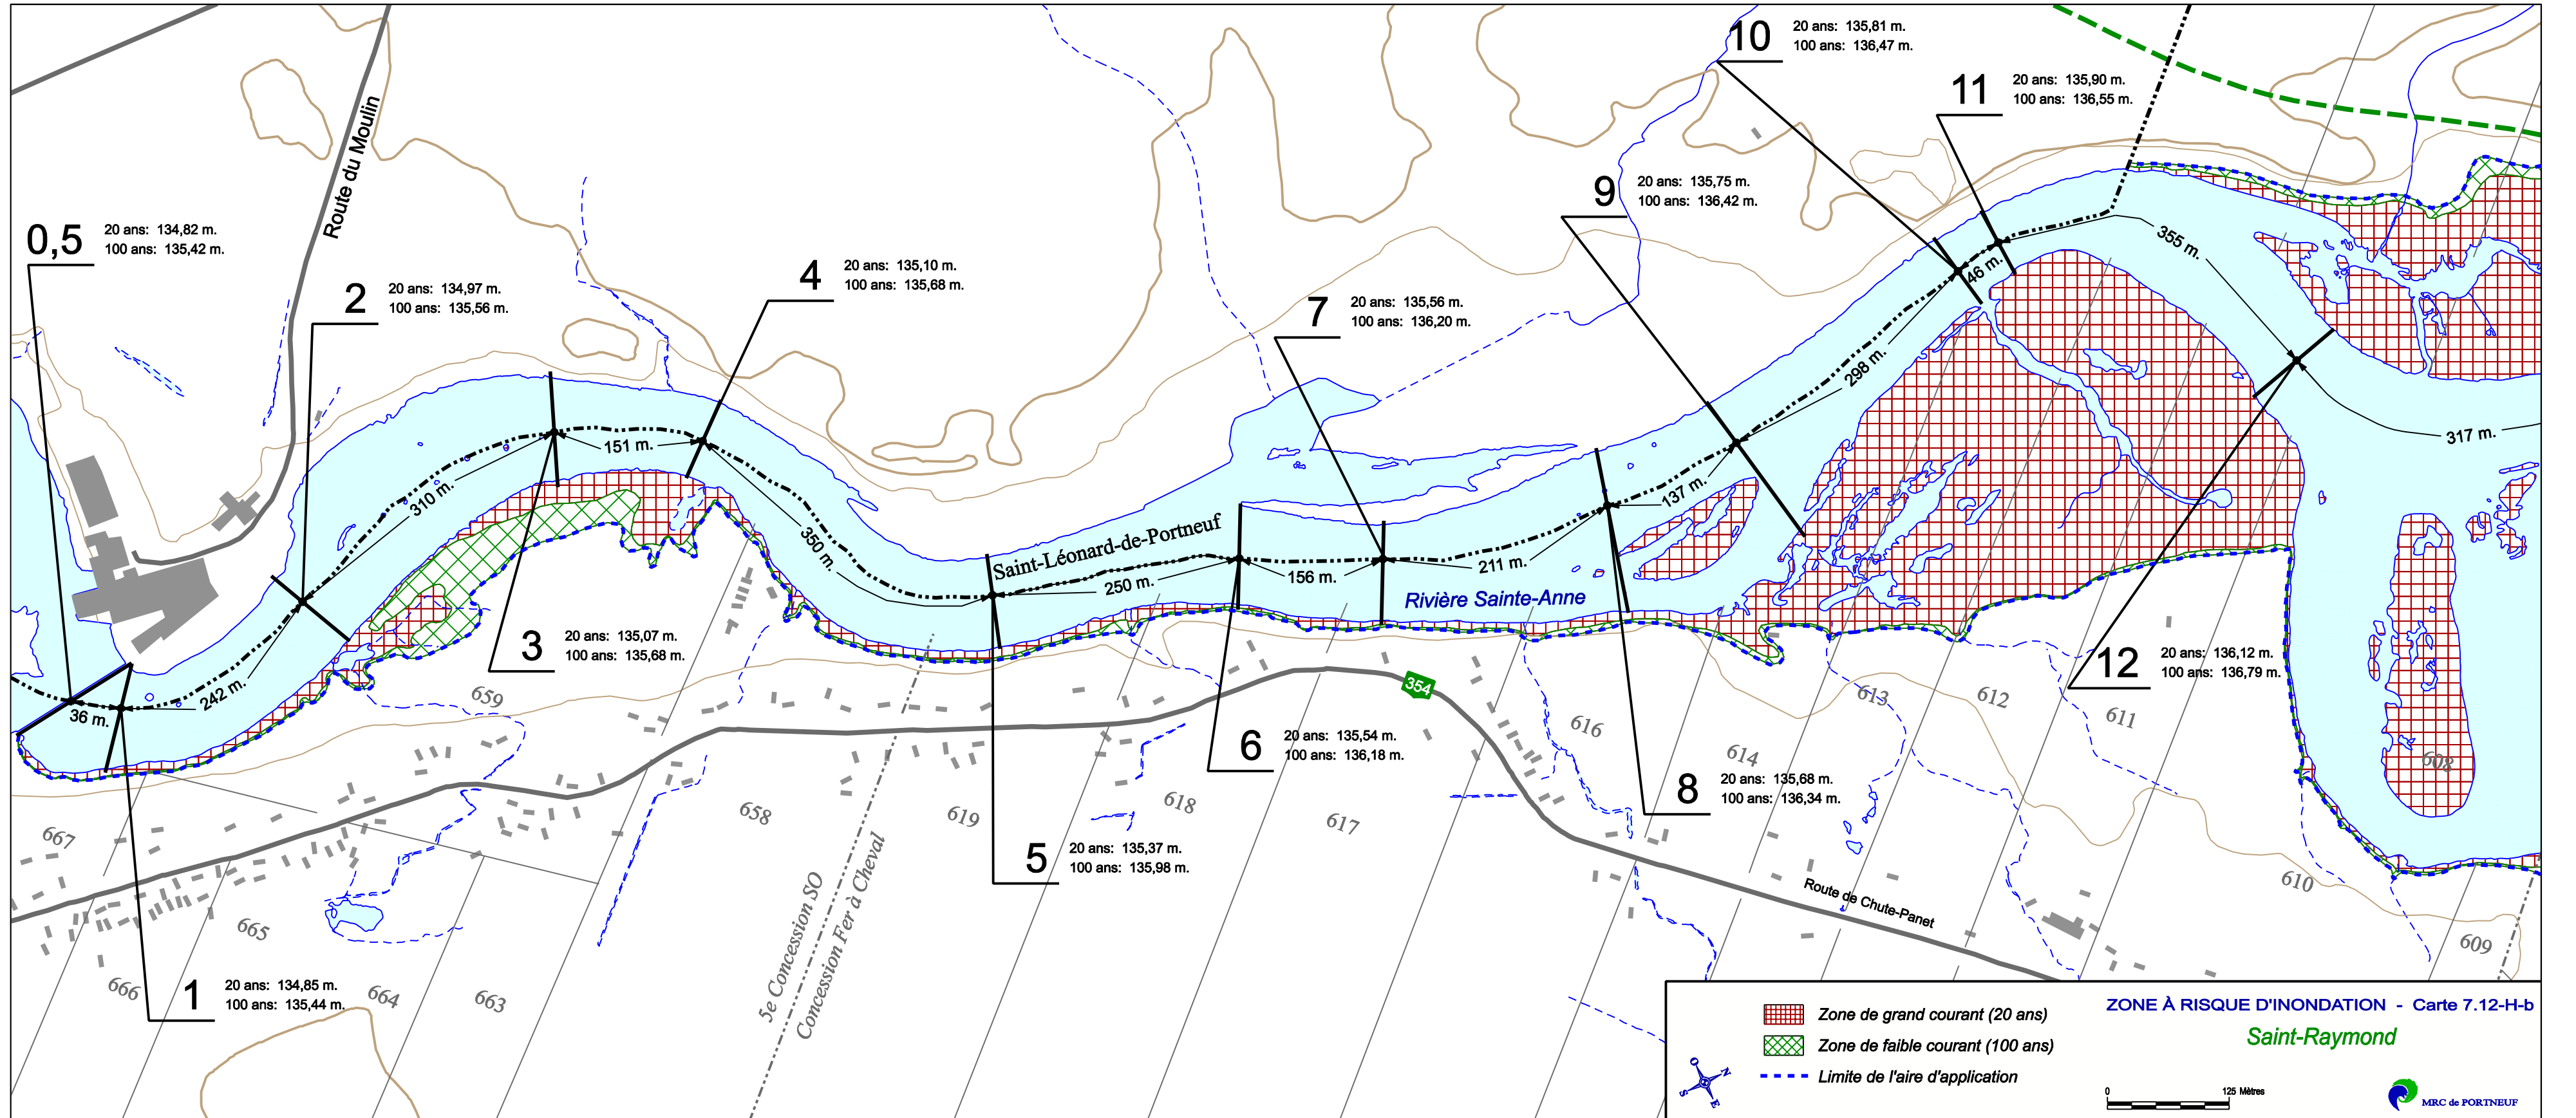 10
20 ans: 135,81 m.
100 ans: 136,47 m.
11
20 ans: 135,90 m.
100 ans: 136,55 m.
Route du Moulin
9
20 ans: 135,75 m.
100 ans: 136,42 m.
0,5
20 ans: 134,82 m.
100 ans: 135,42 m.
4
20 ans: 135,10 m.
100 ans: 135,68 m.
2
20 ans: 134,97 m.
100 ans: 135,56 m.
7
20 ans: 135,56 m.
100 ans: 136,20 m.
355 m.
46 m.
298 m.
317 m.
151 m.
310 m.
137 m.
350 m.
Saint-Léonard-de-Portneuf
250 m.
156 m.
211 m.
Rivière Sainte-Anne
3
20 ans: 135,07 m.
100 ans: 135,68 m.
12
20 ans: 136,12 m.
100 ans: 136,79 m.
242 m.
36 m.
659
354
613
612
611
616
614
608
6
20 ans: 135,54 m.
100 ans: 136,18 m.
8
20 ans: 135,68 m.
100 ans: 136,34 m.
667
658
619
618
617
5
20 ans: 135,37 m.
100 ans: 135,98 m.
610
Route de Chute-Panet
609
665
5e Concession SO
Concession Fer à Cheval
666
1
20 ans: 134,85 m.
100 ans: 135,44 m.
664
663
ZONE À RISQUE D'INONDATION - Carte 7.12-H-b
Saint-Raymond
Zone de grand courant (20 ans)
Zone de faible courant (100 ans)
Limite de l'aire d'application
O
N
S
E
0
125 Mètres
MRC de PORTNEUF